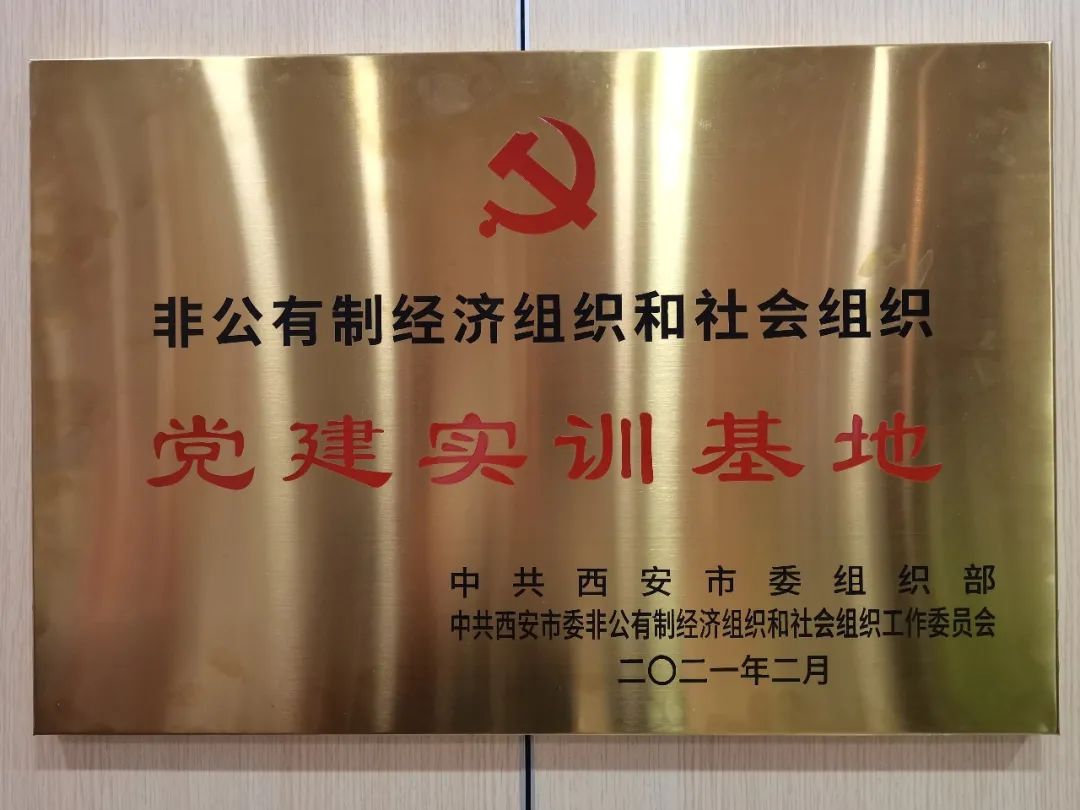 非公有制经济组织和社会组织
党建实训基地
中共西安市委组织部
中共西安市委非公有制经济组织和社会组织工作委员会
二〇二一年二月